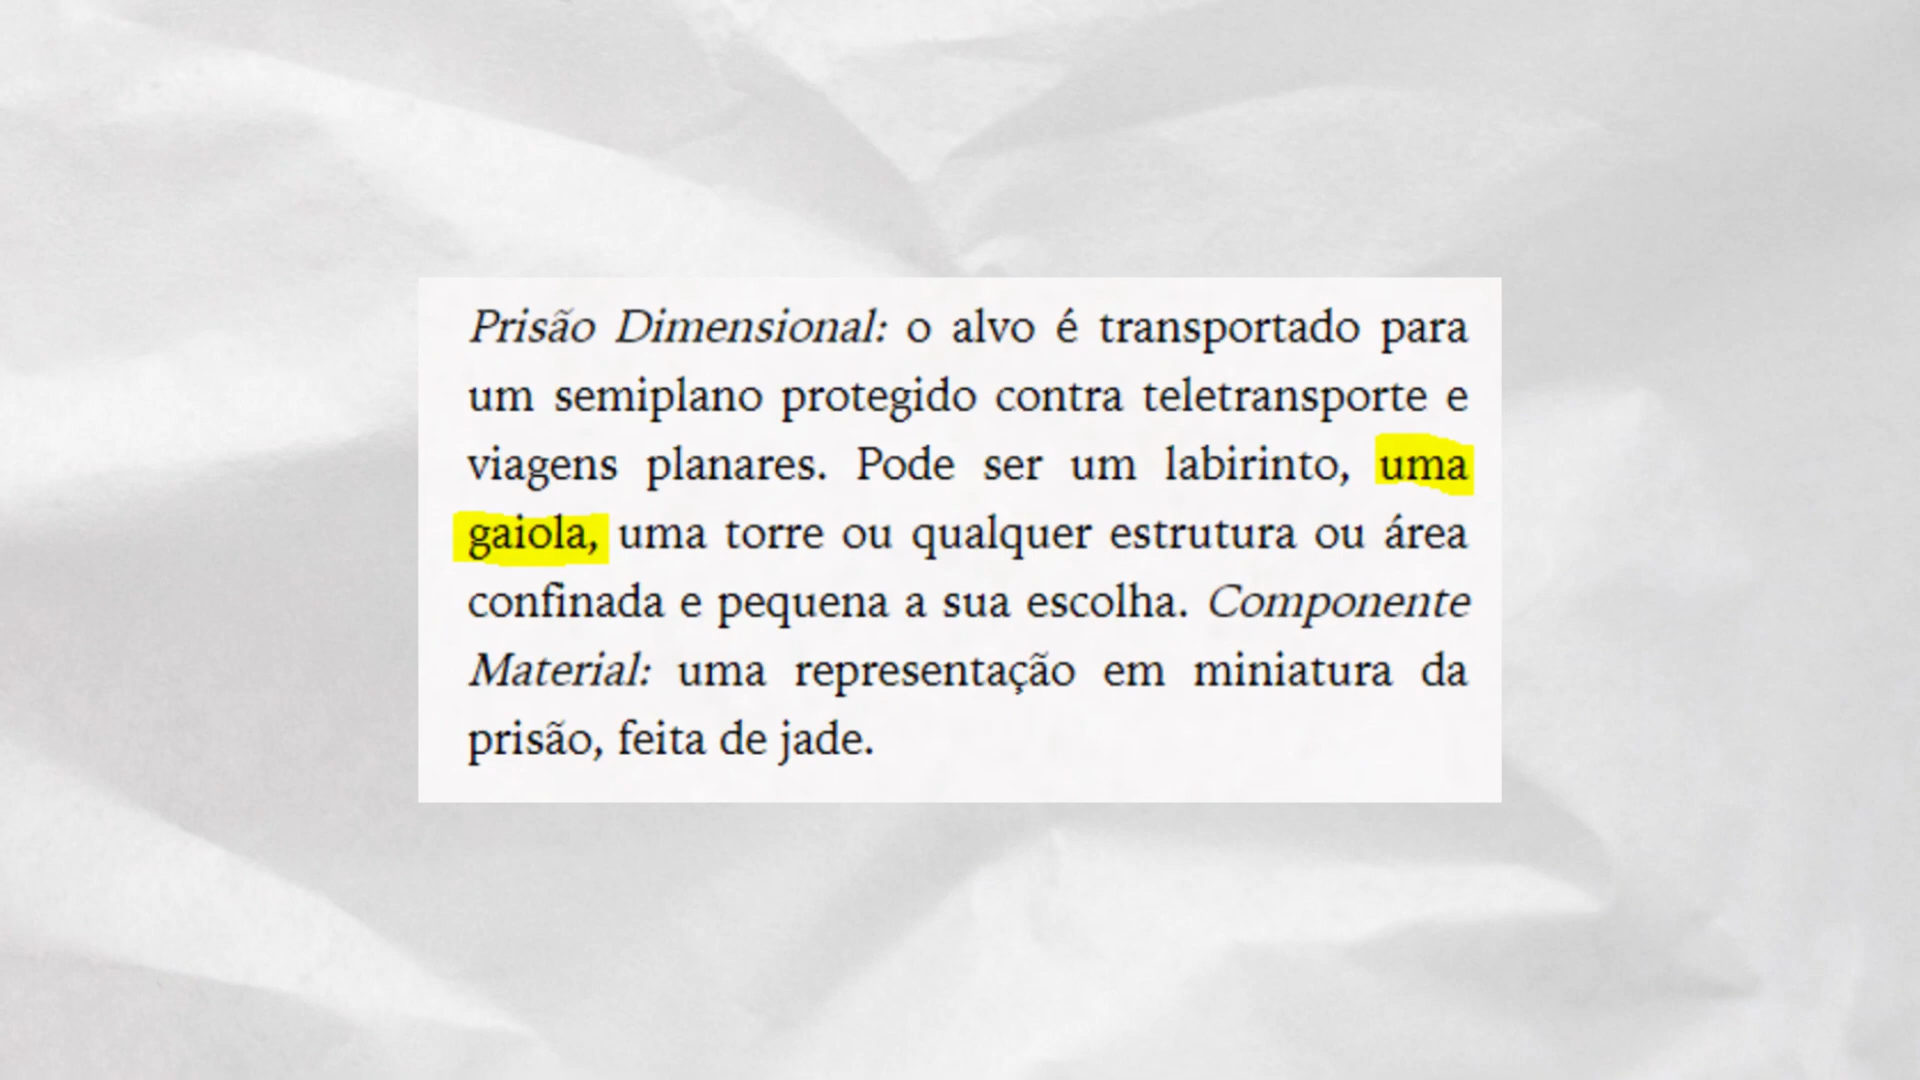 Prisão Dimensional: o alvo é transportado para
um semiplano protegido contra teletransporte e
viagens planares. Pode ser um labirinto, uma
gaiola, uma torre ou qualquer estrutura ou área
confinada e pequena a sua escolha. Componente
Material: uma representação em miniatura da
prisão, feita de jade.